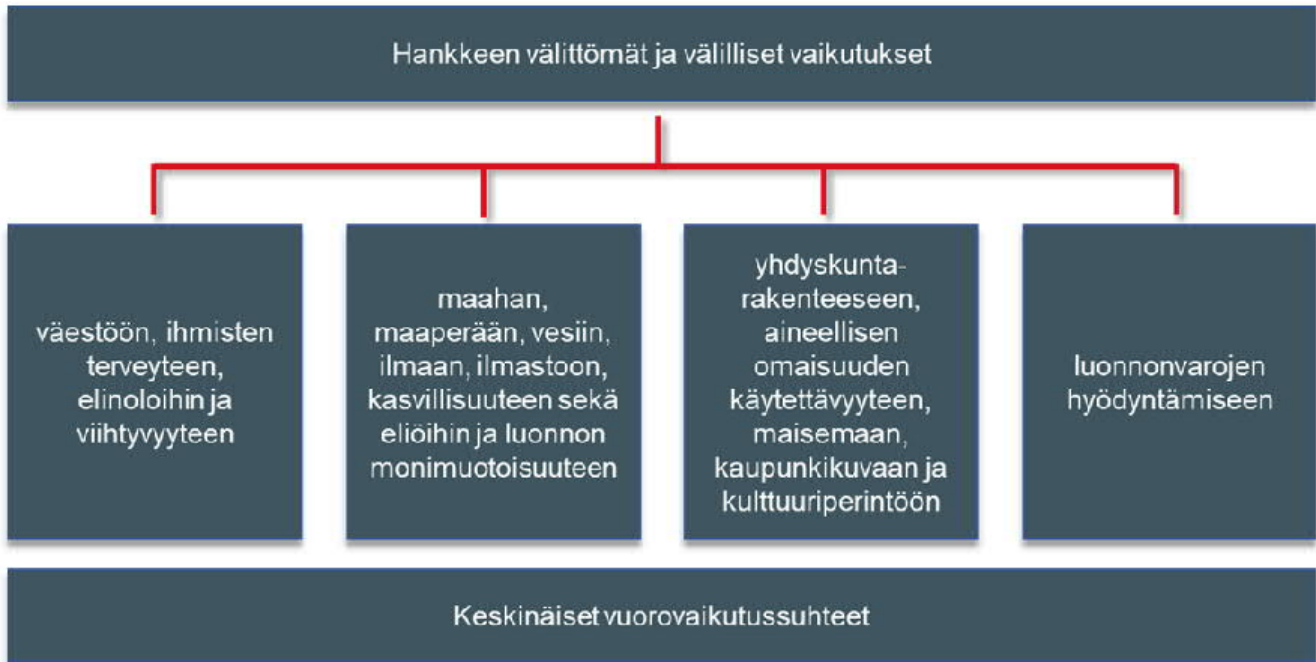 Hankkeen välittömät ja välilliset vaikutukset
väestöön, ihmisten
terveyteen,
elinoloihin ja
viihtyvyyteen
maahan,
maaperään, vesiin,
ilmaan, ilmastoon,
kasvillisuuteen sekä
eliöihin ja luonnon
monimuotoisuuteen
yhdyskunta-
rakenteeseen,
aineellisen
omaisuuden
käytettävyyteen,
maisemaan,
kaupunkikuvaan ja
kulttuuriperintöön
luonnonvarojen
hyödyntämiseen
Keskinäiset vuorovaikutussuhteet